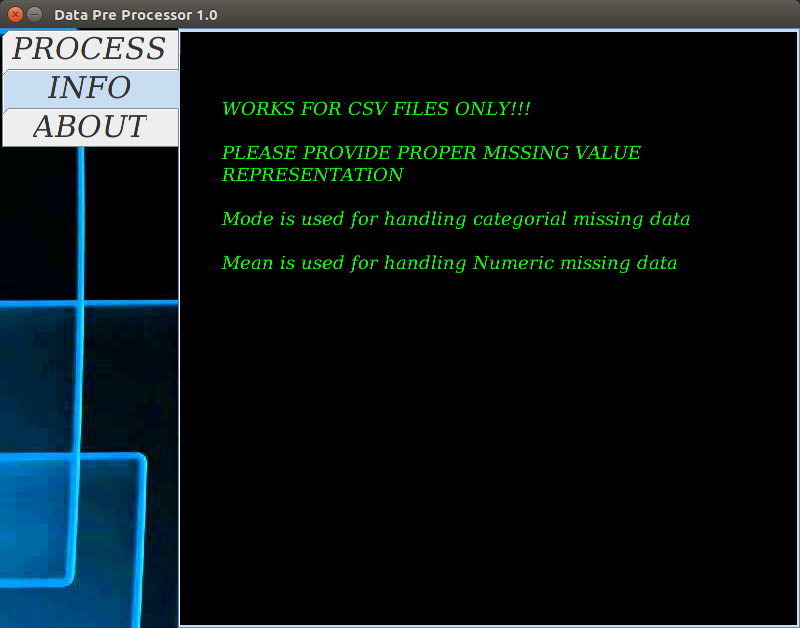 Data Pre Processor 1.0
PROCESS
INFO
ABOUT
WORKS FOR CSV FILES ONLY!!!
PLEASE PROVIDE PROPER MISSING VALUE
REPRESENTATION
Mode is used for handling categorial missing data
Mean is used for handling Numeric missing data